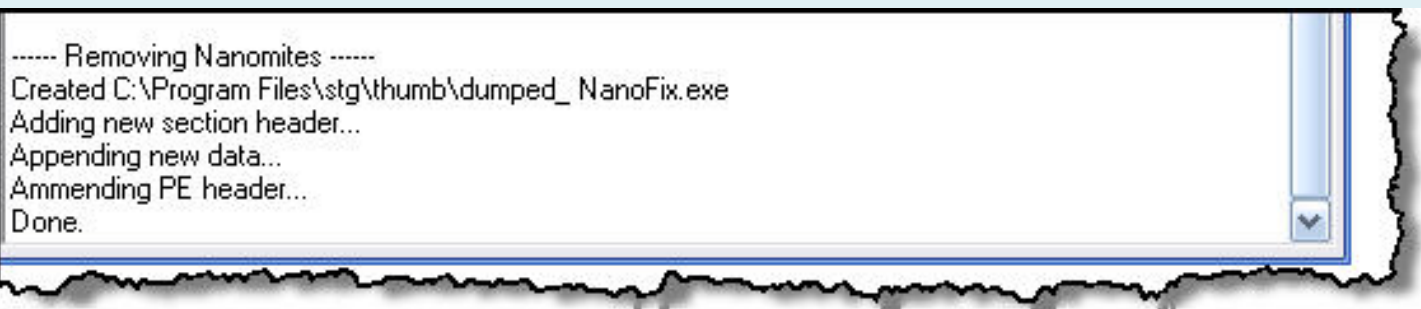 ------ Removing Nanomites ------
Created C:\Program Files\stg\thumb\dumped_ NanoFix.exe
Adding new section header...
Appending new data...
Ammending PE header...
Done.